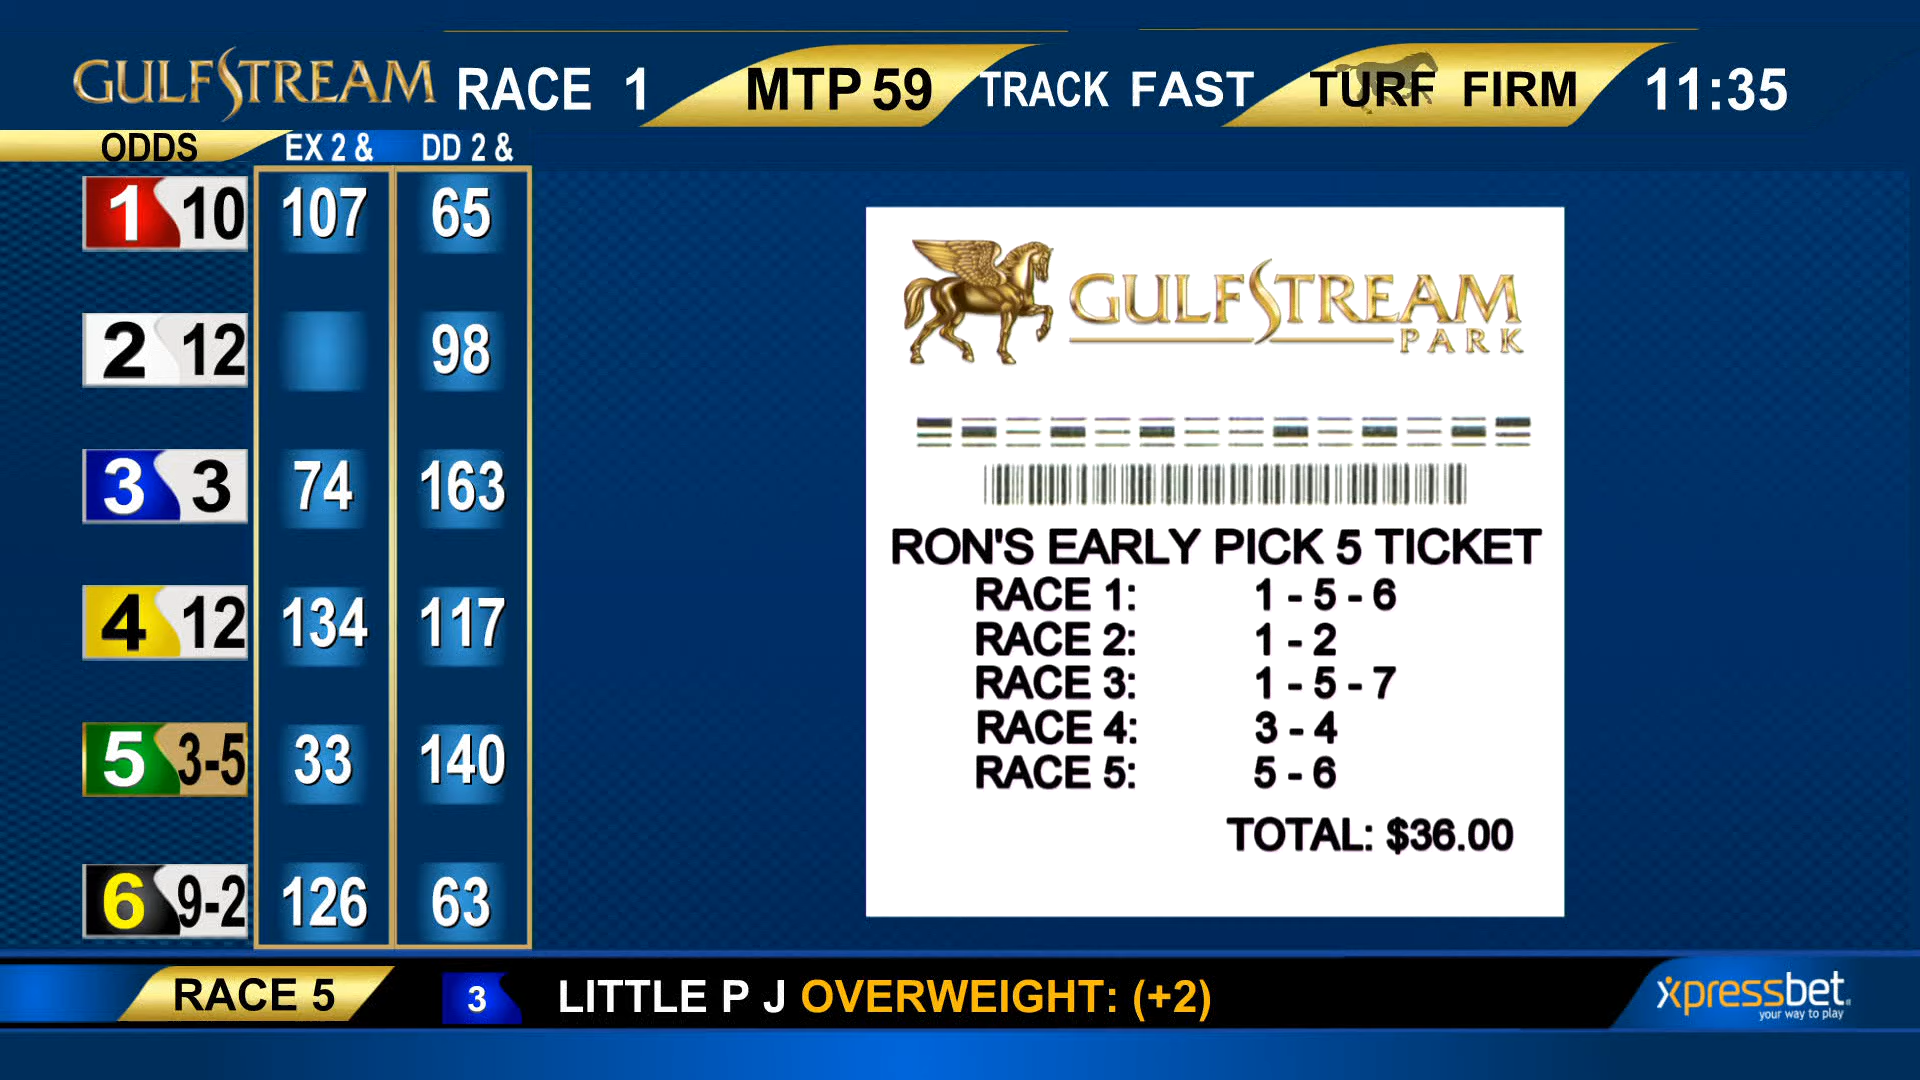 GULFSTREAM RACE 1 MTP 59 TRACK FAST TURF FIRM 11:35
ODDS EX 2 & DD 2 &
1 10 107 65
2 12 98
3 3 74 163
4 12 134 117
5 3-5 33 140
6 9-2 126 63
GULFSTREAM
PARK
RON'S EARLY PICK 5 TICKET
RACE 1: 1 - 5 - 6
RACE 2: 1 - 2
RACE 3: 1 - 5 - 7
RACE 4: 3 - 4
RACE 5: 5 - 6
TOTAL: $36.00
RACE 5 3 LITTLE P J OVERWEIGHT: (+2)
xpressbet
your way to play